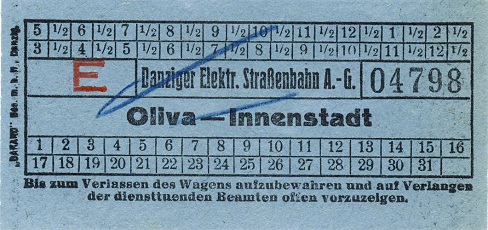 5 1/2 6 1/2 7 1/2 8 1/2 9 1/2 10 1/2 11 1/2 12 1/2 1 1/2 2 1/2
3 1/2 4 1/2 5 1/2 6 1/2 7 1/2 8 1/2 9 1/2 10 1/2 11 1/2 12 1/2
E Danziger Elektr. Straßenbahn A.-G. 04798
Oliva—Innenstadt
1 2 3 4 5 6 7 8 9 10 11 12 13 14 15 16
17 18 19 20 21 22 23 24 25 26 27 28 29 30 31
Bis zum Verlassen des Wagens aufzubewahren und auf Verlangen
der diensttuenden Beamten offen vorzuzeigen.
„DAKARU" Ges. m. b. H., Danzig.